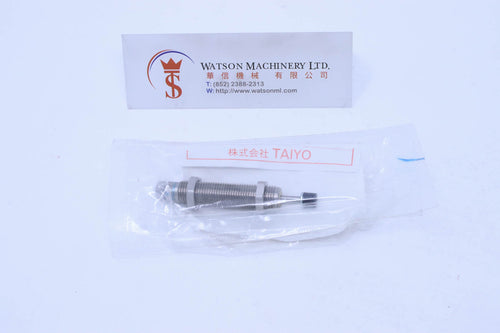 WATSON MACHINERY LTD.
華信機械 有限公司
T: (852) 2388-2313
W: http://www.watsonml.com
株式会社 TAIYO